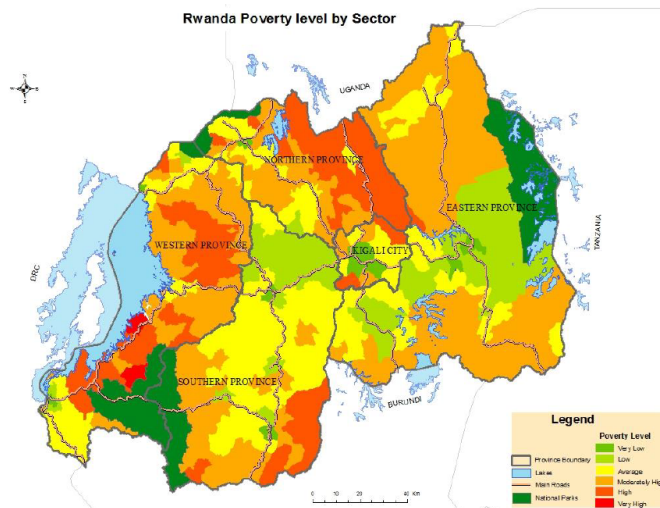 Rwanda Poverty level by Sector
N
UGANDA
NORTHERN PROVINCE
EASTERN PROVINCE
TANZANIA
WESTERN PROVINCE
KIGALI CITY
DRC
SOUTHERN PROVINCE
BURUNDI
Legend
Province Boundary
Lakes
Main Roads
National Parks
Poverty Level
Very Low
Low
Average
Moderately High
High
Very High
0 10 20 40 Km